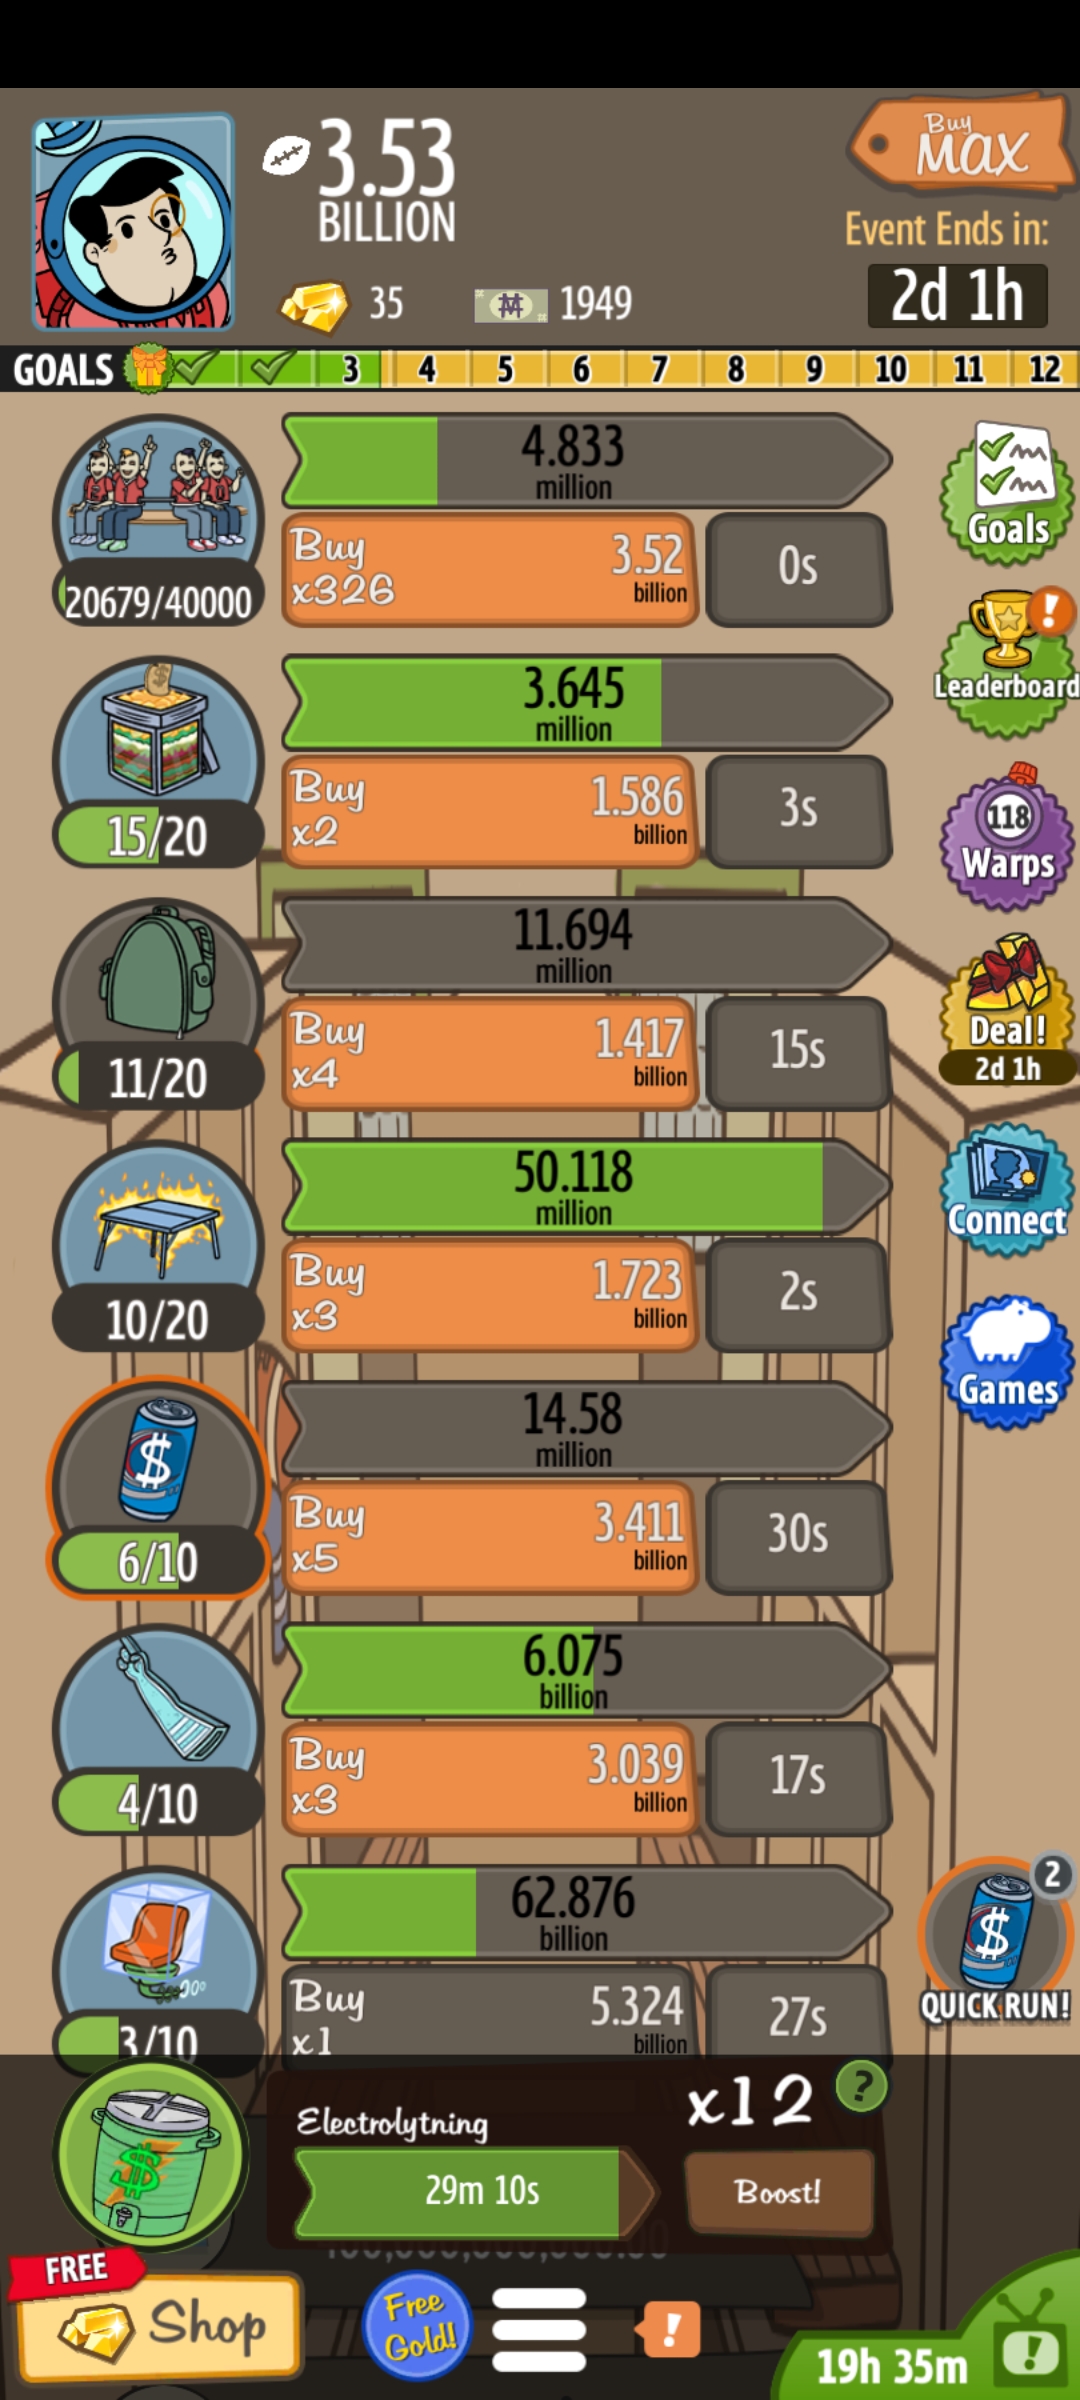 3.53
BILLION
Buy
MAX
Event Ends in:
2d 1h
35
1949
GOALS
3
4
5
6
7
8
9
10
11
12
4.833
million
20679/40000
Buy
x326
3.52
billion
0s
Goals
3.645
million
15/20
Buy
x2
1.586
billion
3s
!
Leaderboard
11.694
million
11/20
Buy
x4
1.417
billion
15s
118
Warps
50.118
million
10/20
Buy
x3
1.723
billion
2s
Deal!
2d 1h
14.58
million
6/10
$
Buy
x5
3.411
billion
30s
Connect
Games
6.075
billion
4/10
Buy
x3
3.039
billion
17s
62.876
billion
3/10
Buy
x1
5.324
billion
27s
2
$
QUICK RUN!
$
Electrolytning
x12
?
29m 10s
Boost!
FREE
Shop
Free
Gold!
!
19h 35m
!